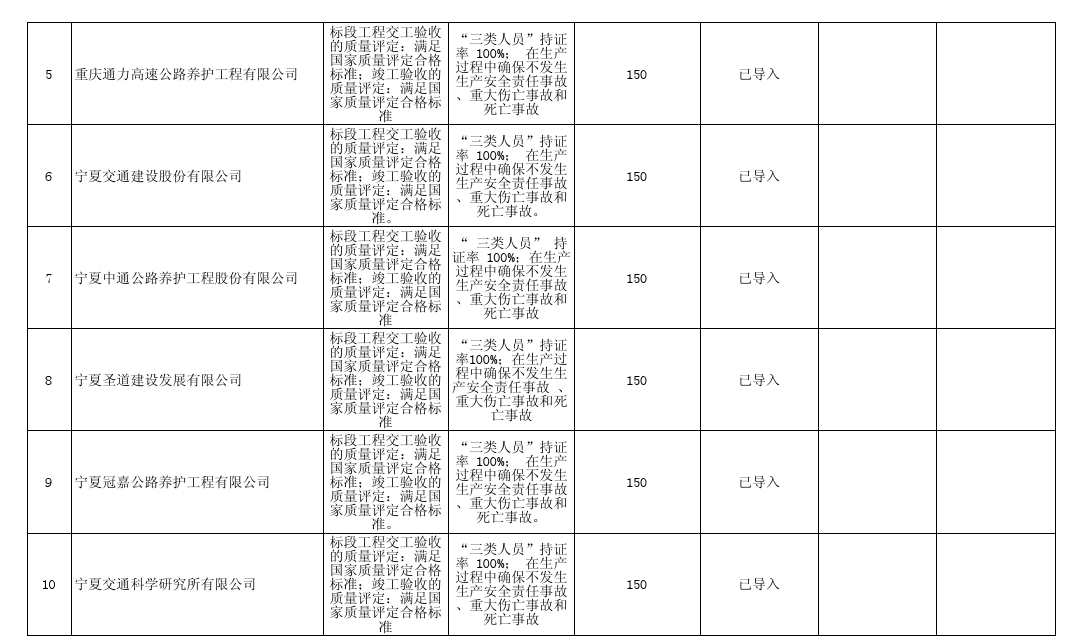 5
重庆通力高速公路养护工程有限公司
标段工程交工验收
的质量评定：满足
国家质量评定合格
标准；竣工验收的
质量评定：满足国
家质量评定合格标
准
“三类人员”持证
率 100%； 在生产
过程中确保不发生
生产安全责任事故
、重大伤亡事故和
死亡事故
150
已导入
6
宁夏交通建设股份有限公司
标段工程交工验收
的质量评定：满足
国家质量评定合格
标准；竣工验收的
质量评定：满足国
家质量评定合格标
准。
“三类人员”持证
率 100%； 在生产
过程中确保不发生
生产安全责任事故
、重大伤亡事故和
死亡事故。
150
已导入
7
宁夏中通公路养护工程股份有限公司
标段工程交工验收
的质量评定：满足
国家质量评定合格
标准；竣工验收的
质量评定：满足国
家质量评定合格标
准
“ 三类人员” 持
证率 100%；在生产
过程中确保不发生
生产安全责任事故
、重大伤亡事故和
死亡事故
150
已导入
8
宁夏圣道建设发展有限公司
标段工程交工验收
的质量评定：满足
国家质量评定合格
标准；竣工验收的
质量评定：满足国
家质量评定合格标
准
“三类人员”持证
率100%；在生产过
程中确保不发生生
产安全责任事故 、
重大伤亡事故和死
亡事故
150
已导入
9
宁夏冠嘉公路养护工程有限公司
标段工程交工验收
的质量评定：满足
国家质量评定合格
标准；竣工验收的
质量评定：满足国
家质量评定合格标
准。
“三类人员”持证
率 100%； 在生产
过程中确保不发生
生产安全责任事故
、重大伤亡事故和
死亡事故。
150
已导入
10
宁夏交通科学研究所有限公司
标段工程交工验收
的质量评定：满足
国家质量评定合格
标准；竣工验收的
质量评定：满足国
家质量评定合格标
准
“三类人员”持证
率 100%； 在生产
过程中确保不发生
生产安全责任事故
、重大伤亡事故和
死亡事故
150
已导入